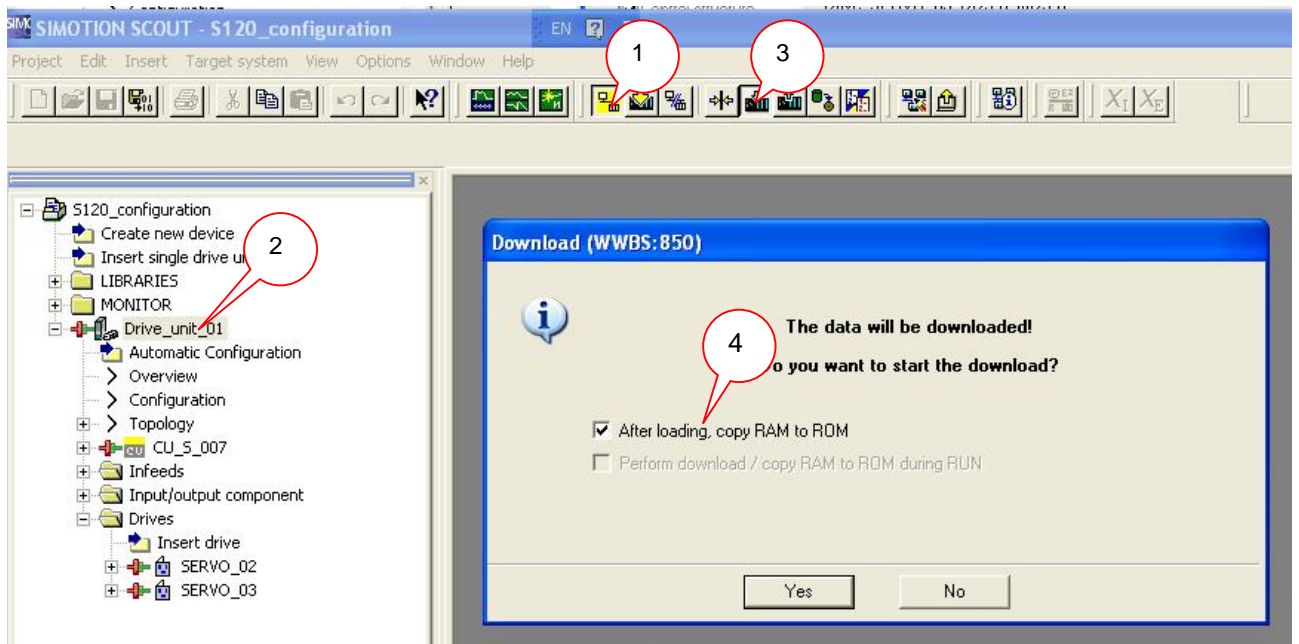 SIMOTION SCOUT - S120_configuration
EN
1
3
Project Edit Insert Target system View Options Window Help
S120_configuration
Create new device
2
Insert single drive
LIBRARIES
MONITOR
Drive_unit_01
Automatic Configuration
Overview
Configuration
Topology
CU CU_S_007
Infeeds
Input/output component
Drives
Insert drive
SERVO_02
SERVO_03
Download (WWBS:850)
The data will be downloaded!
4
you want to start the download?
After loading, copy RAM to ROM
Perform download / copy RAM to ROM during RUN
Yes No